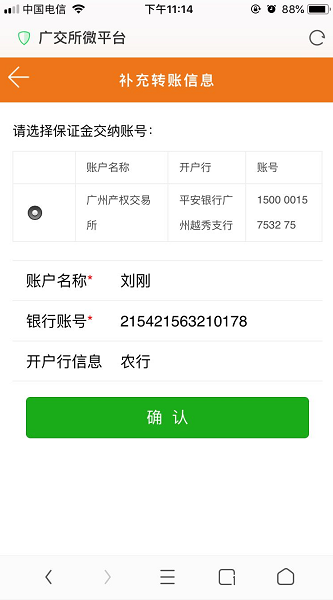 中国电信 下午11:14 88%
广交所微平台
补充转账信息
请选择保证金交纳账号：
账户名称 开户行 账号
广州产权交易 平安银行广 1500 0015
所 州越秀支行 7532 75
账户名称* 刘刚
银行账号* 215421563210178
开户行信息 农行
确 认